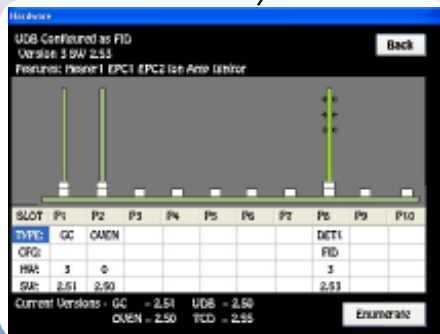 Hardware
UDB Configured as FID
Version 3 SW 2.53
Back
Features: Heater1 EPC1 EPC2 Ion Amp Ignitor
SLOT P1 P2 P3 P4 P5 P6 P7 P8 P9 P10
TYPE: GC OVEN DET1
CFG: FID
HW: 3 0 3
SW: 2.51 2.50 2.53
Current Versions - GC - 2.51 UDB - 2.50
OVEN - 2.50 TCD - 2.55
Enumerate